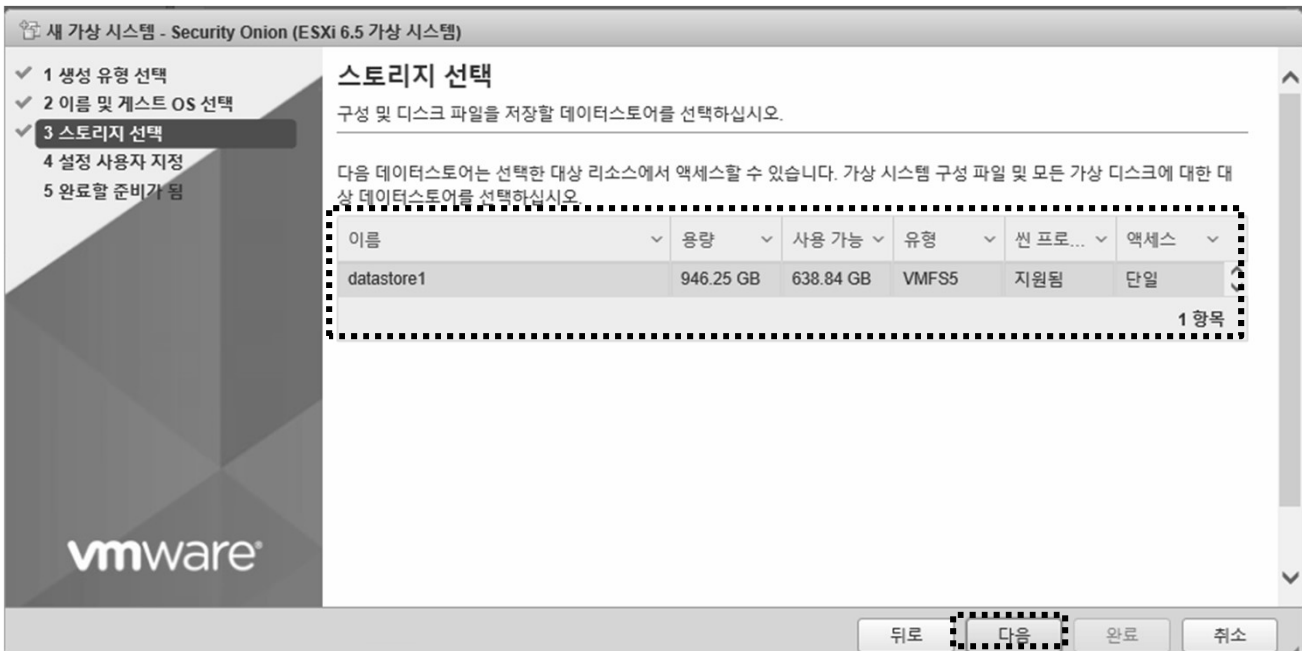 새 가상 시스템 - Security Onion (ESXi 6.5 가상 시스템)
1 생성 유형 선택
2 이름 및 게스트 OS 선택
3 스토리지 선택
4 설정 사용자 지정
5 완료할 준비가 됨
vmware
스토리지 선택
구성 및 디스크 파일을 저장할 데이터스토어를 선택하십시오.
다음 데이터스토어는 선택한 대상 리소스에서 액세스할 수 있습니다. 가상 시스템 구성 파일 및 모든 가상 디스크에 대한 대
상 데이터스토어를 선택하십시오.
이름 용량 사용 가능 유형 씬 프로... 액세스
datastore1 946.25 GB 638.84 GB VMFS5 지원됨 단일
1 항목
뒤로 다음 완료 취소